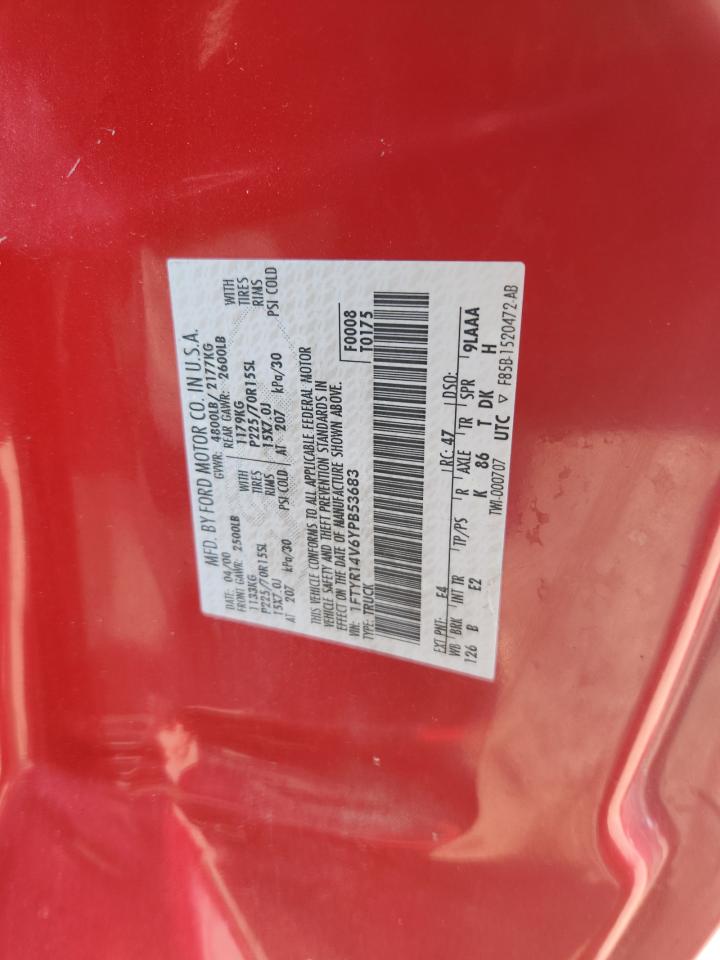 MFD. BY FORD MOTOR CO. IN U.S.A.
DATE: 04/00 GVWR: 4800LB/ 2177KG
FRONT GAWR: 2500LB REAR GAWR: 2600LB
1133KG WITH 1179KG WITH
P225/70R15SL TIRES P225/70R15SL TIRES
15X7.0J RIMS 15X7.0J RIMS
AT 207 kPa/30 PSI COLD AT 207 kPa/30 PSI COLD
THIS VEHICLE CONFORMS TO ALL APPLICABLE FEDERAL MOTOR
VEHICLE SAFETY AND THEFT PREVENTION STANDARDS IN
EFFECT ON THE DATE OF MANUFACTURE SHOWN ABOVE.
VIN: 1FTYR14V6YPB53683 F0008
TYPE: TRUCK T0175
EXT PNT: E4 RC: 47 DSO:
WB BRK INT TR TP/PS R AXLE TR SPR
126 B E2 K 86 T DK H 9LAAA
TWI-000707 UTC ▽ F85B-1520472-AB